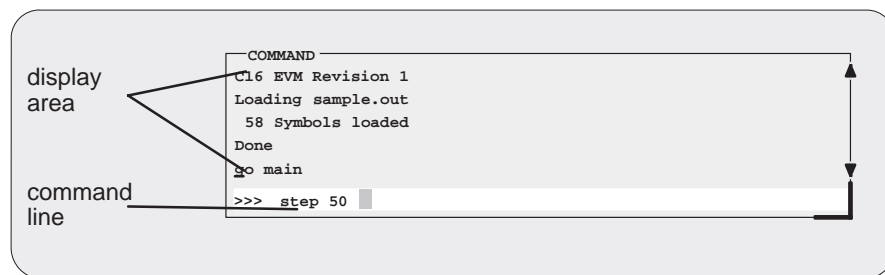 COMMAND
C16 EVM Revision 1
Loading sample.out
58 Symbols loaded
Done
go main
>>> step 50
display
area
command
line